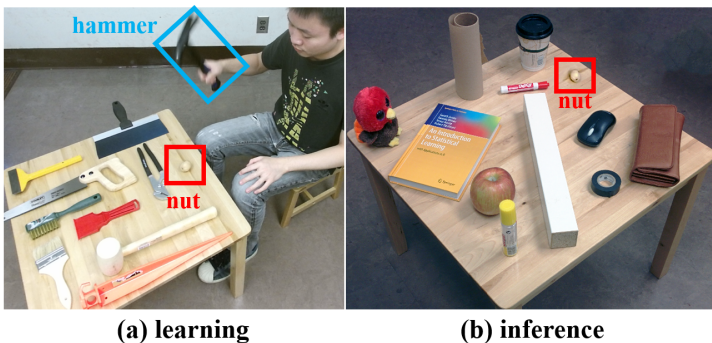 hammer
nut
nut
An Introduction
to Statistical
Learning
(a) learning
(b) inference